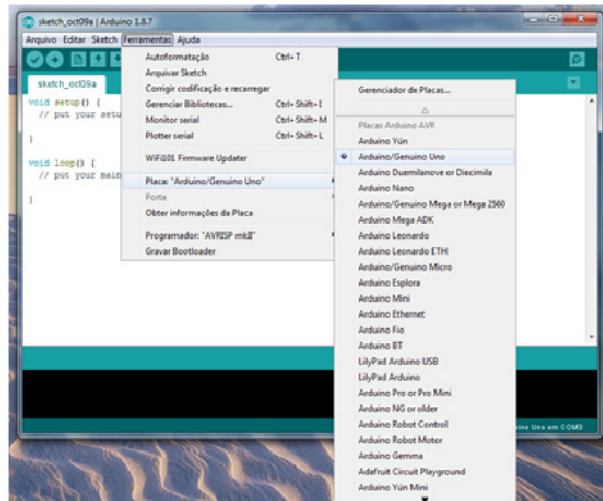 sketch_oct09a | Arduino 1.8.7
Arquivo Editar Sketch Ferramentas Ajuda
sketch_oct09a
void setup() {
// put your setu
}
void loop() {
// put your main
}
Autoformatação Ctrl+T
Arquivar Sketch
Corrigir codificação e recarregar
Gerenciar Bibliotecas... Ctrl+Shift+I
Monitor serial Ctrl+Shift+M
Plotter serial Ctrl+Shift+L
WiFi101 Firmware Updater
Placa: "Arduino/Genuino Uno"
Porta
Obter informações da Placa
Programador: "AVRISP mkII"
Gravar Bootloader
Gerenciador de Placas...
Placas Arduino AVR
Arduino Yún
Arduino/Genuino Uno
Arduino Duemilanove or Diecimila
Arduino Nano
Arduino/Genuino Mega or Mega 2560
Arduino Mega ADK
Arduino Leonardo
Arduino Leonardo ETH
Arduino/Genuino Micro
Arduino Esplora
Arduino Mini
Arduino Ethernet
Arduino Fio
Arduino BT
LilyPad Arduino USB
LilyPad Arduino
Arduino Pro or Pro Mini
Arduino NG or older
Arduino Robot Control
Arduino Robot Motor
Arduino Gemma
Adafruit Circuit Playground
Arduino Yún Mini
Uno em COM3